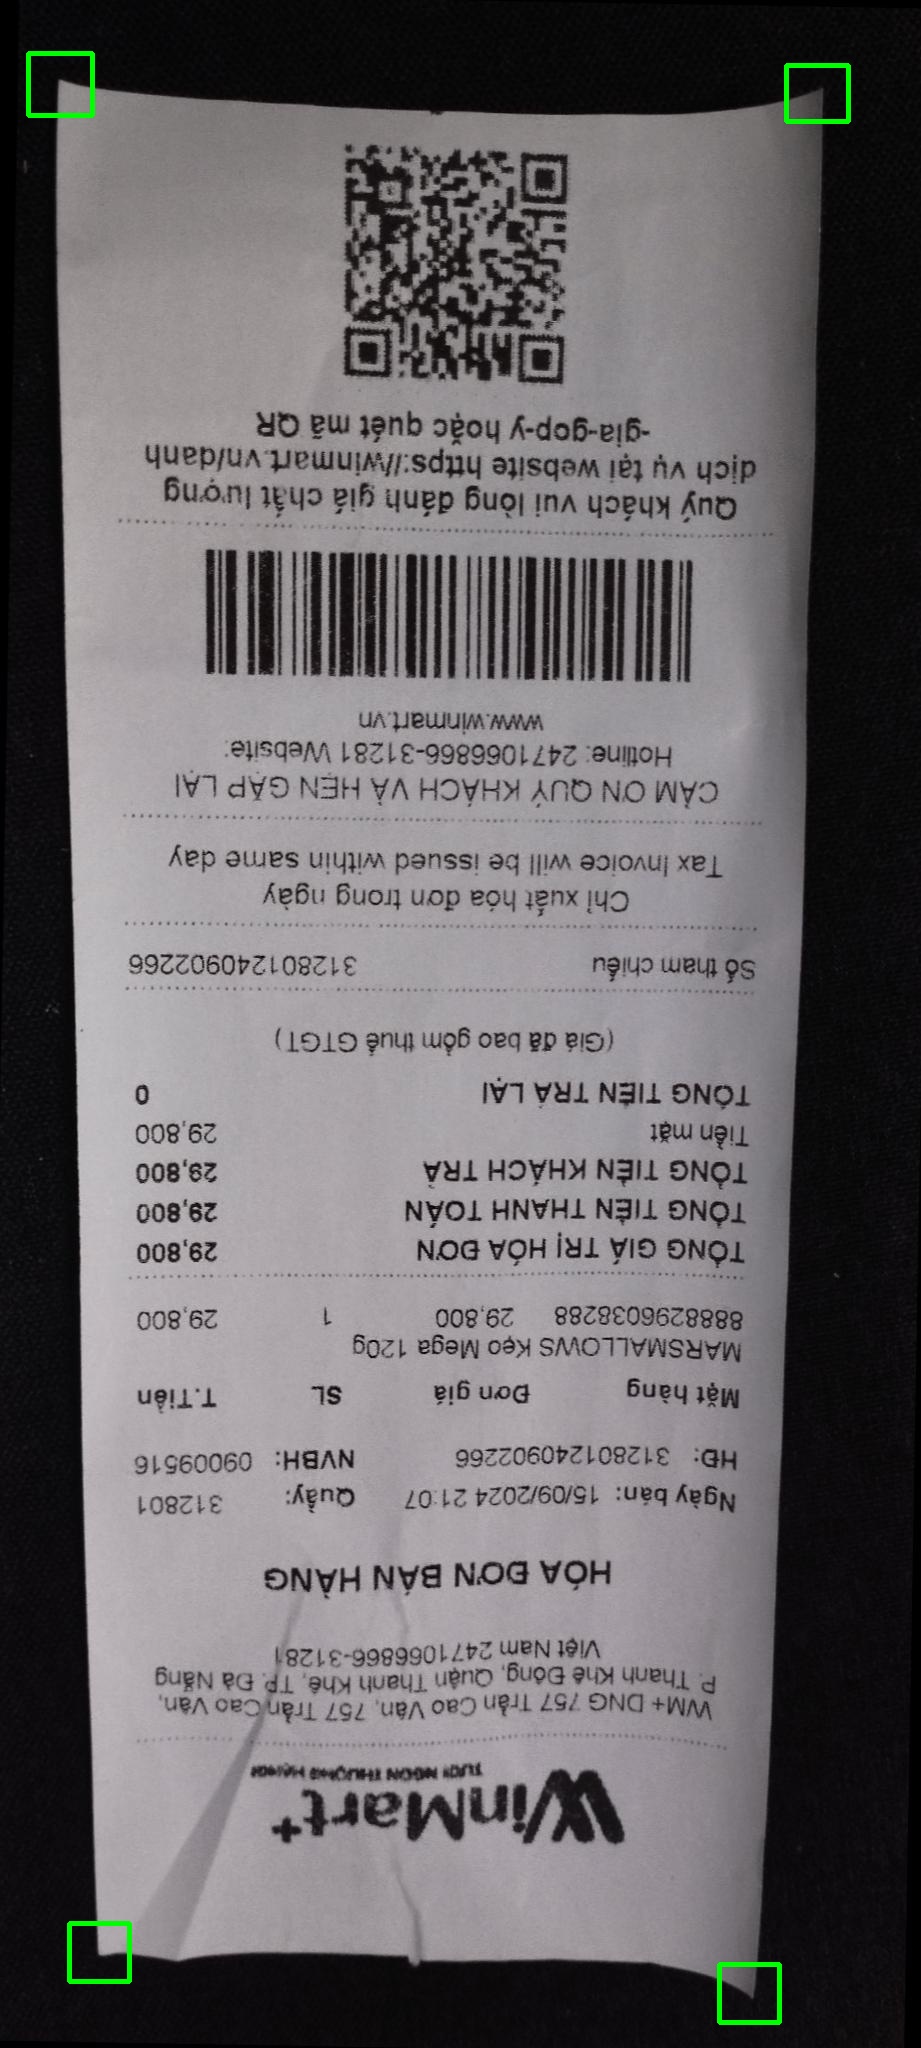 WinMart+
TƯƠI NGON THƯỢNG HẠNG!
WM+ DNG 757 Trần Cao Vân, 757 Trần Cao Vân,
P. Thanh Khê Đông, Quận Thanh Khê, TP. Đà Nẵng
Việt Nam 2471066866-31281
HÓA ĐƠN BÁN HÀNG
Ngày bán: 15/09/2024 21:07 Quầy: 312801
HĐ: 312801240902266 NVBH: 09009516
Mặt hàng Đơn giá SL T.Tiền
MARSMALLOWS Kẹo Mega 120g
8888296038288 29,800 1 29,800
TỔNG GIÁ TRỊ HÓA ĐƠN 29,800
TỔNG TIỀN THANH TOÁN 29,800
TỔNG TIỀN KHÁCH TRẢ 29,800
Tiền mặt 29,800
TỔNG TIỀN TRẢ LẠI 0
(Giá đã bao gồm thuế GTGT)
Số tham chiếu 312801240902266
Chỉ xuất hóa đơn trong ngày
Tax Invoice will be issued within same day
CẢM ƠN QUÝ KHÁCH VÀ HẸN GẶP LẠI
Hotline: 2471066866-31281 Website:
www.winmart.vn
Quý khách vui lòng đánh giá chất lượng
dịch vụ tại website https://winmart.vn/danh
-gia-gop-y hoặc quét mã QR